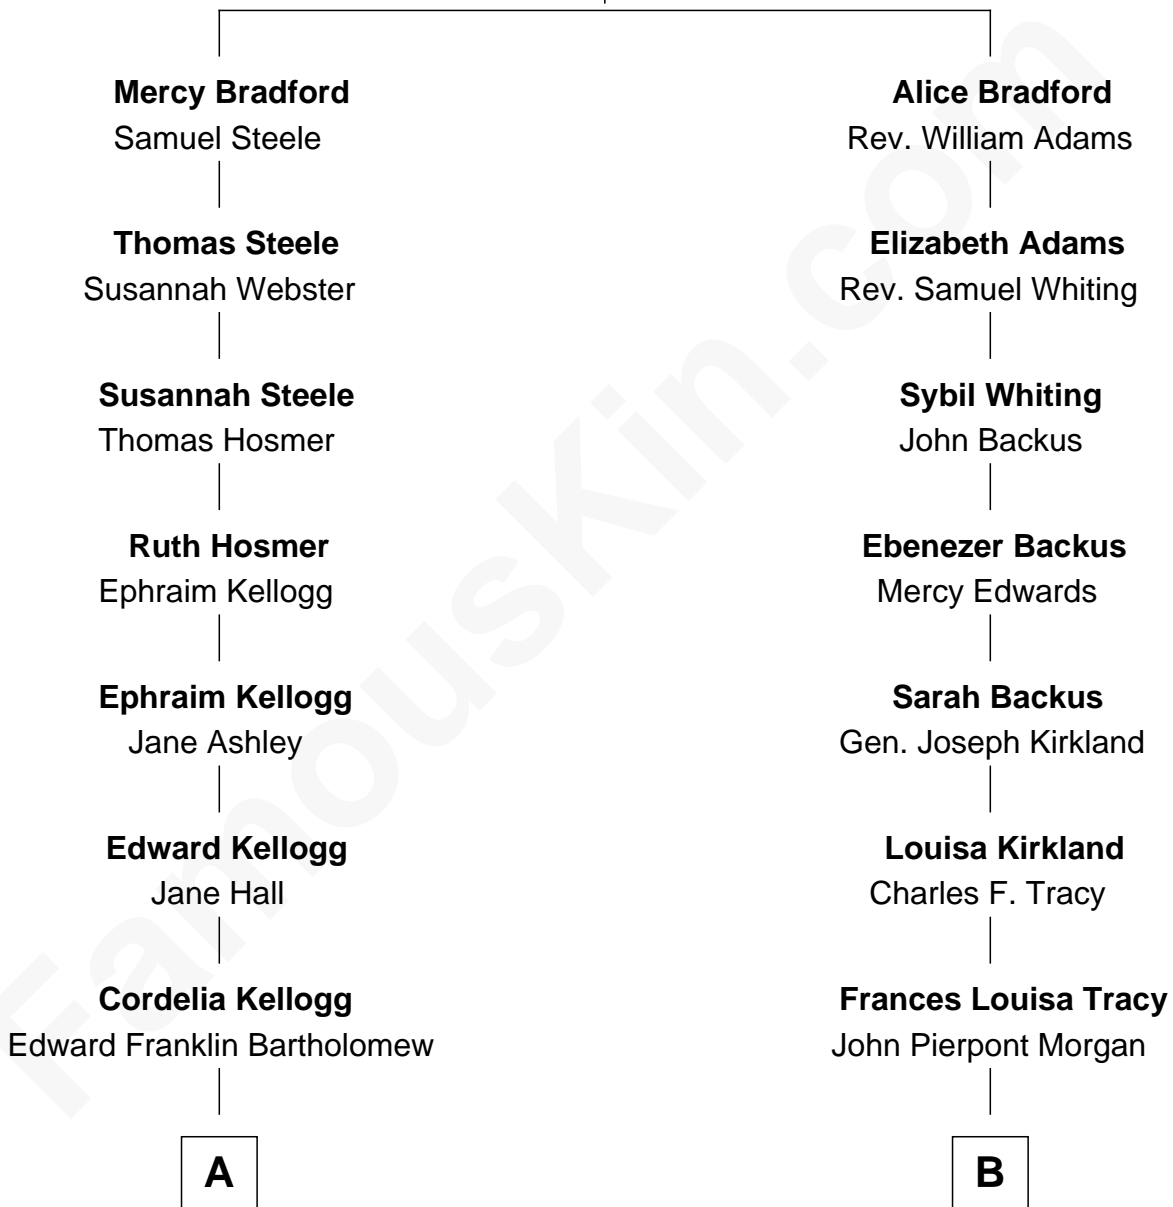 Mercy Bradford
Samuel Steele
Thomas Steele
Susannah Webster
Susannah Steele
Thomas Hosmer
Ruth Hosmer
Ephraim Kellogg
Ephraim Kellogg
Jane Ashley
Edward Kellogg
Jane Hall
Cordelia Kellogg
Edward Franklin Bartholomew
A
Alice Bradford
Rev. William Adams
Elizabeth Adams
Rev. Samuel Whiting
Sybil Whiting
John Backus
Ebenezer Backus
Mercy Edwards
Sarah Backus
Gen. Joseph Kirkland
Louisa Kirkland
Charles F. Tracy
Frances Louisa Tracy
John Pierpont Morgan
B
FamousKin.com